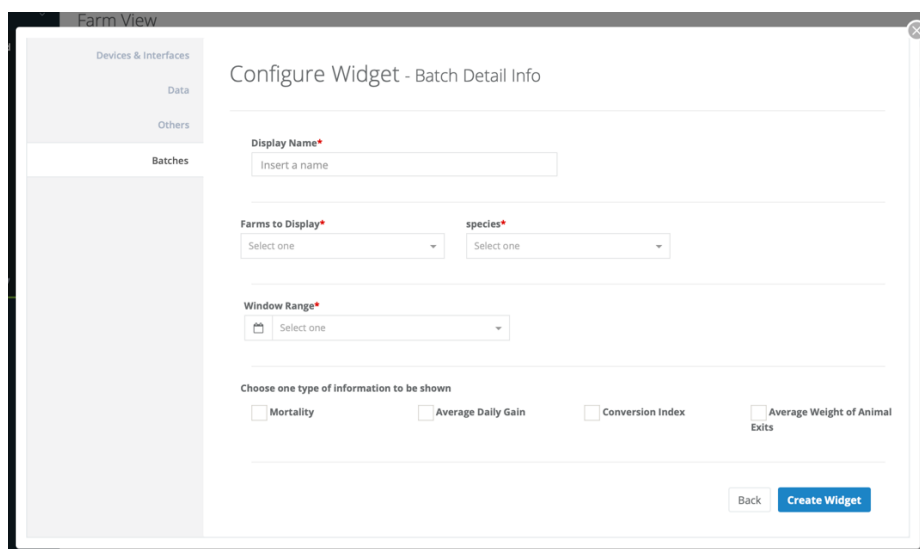 Farm View
Devices & Interfaces
Data
Others
Batches
Configure Widget - Batch Detail Info
Display Name*
Insert a name
Farms to Display* species*
Select one Select one
Window Range*
Select one
Choose one type of information to be shown
Mortality Average Daily Gain Conversion Index Average Weight of Animal
Exits
Back Create Widget